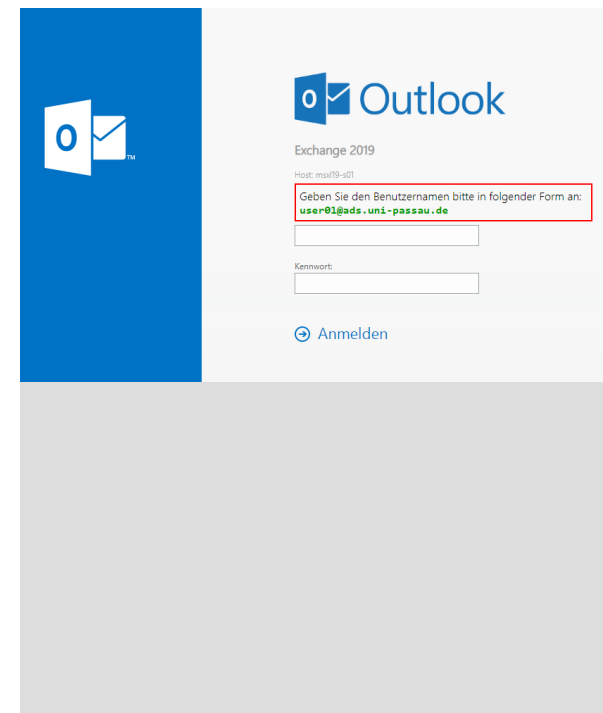 Outlook
Exchange 2019
Host: msxl19-s01
Geben Sie den Benutzernamen bitte in folgender Form an:
user01@ads.uni-passau.de
Kennwort:
Anmelden